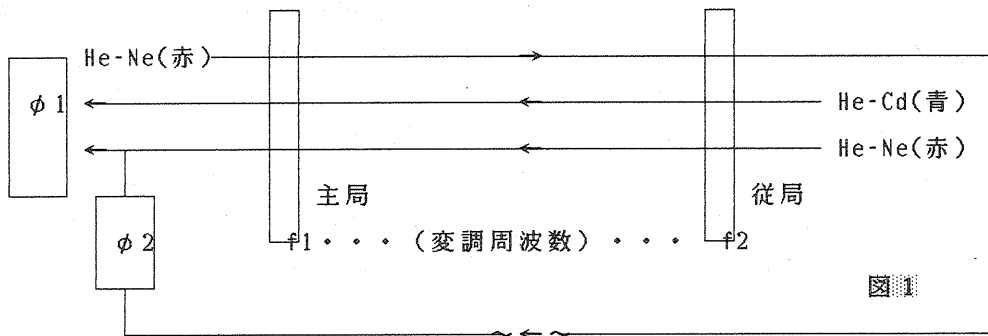 He-Ne(赤)
φ1
He-Cd(青)
He-Ne(赤)
主局
従局
φ2
f1・・・(変調周波数)・・・f2
図1